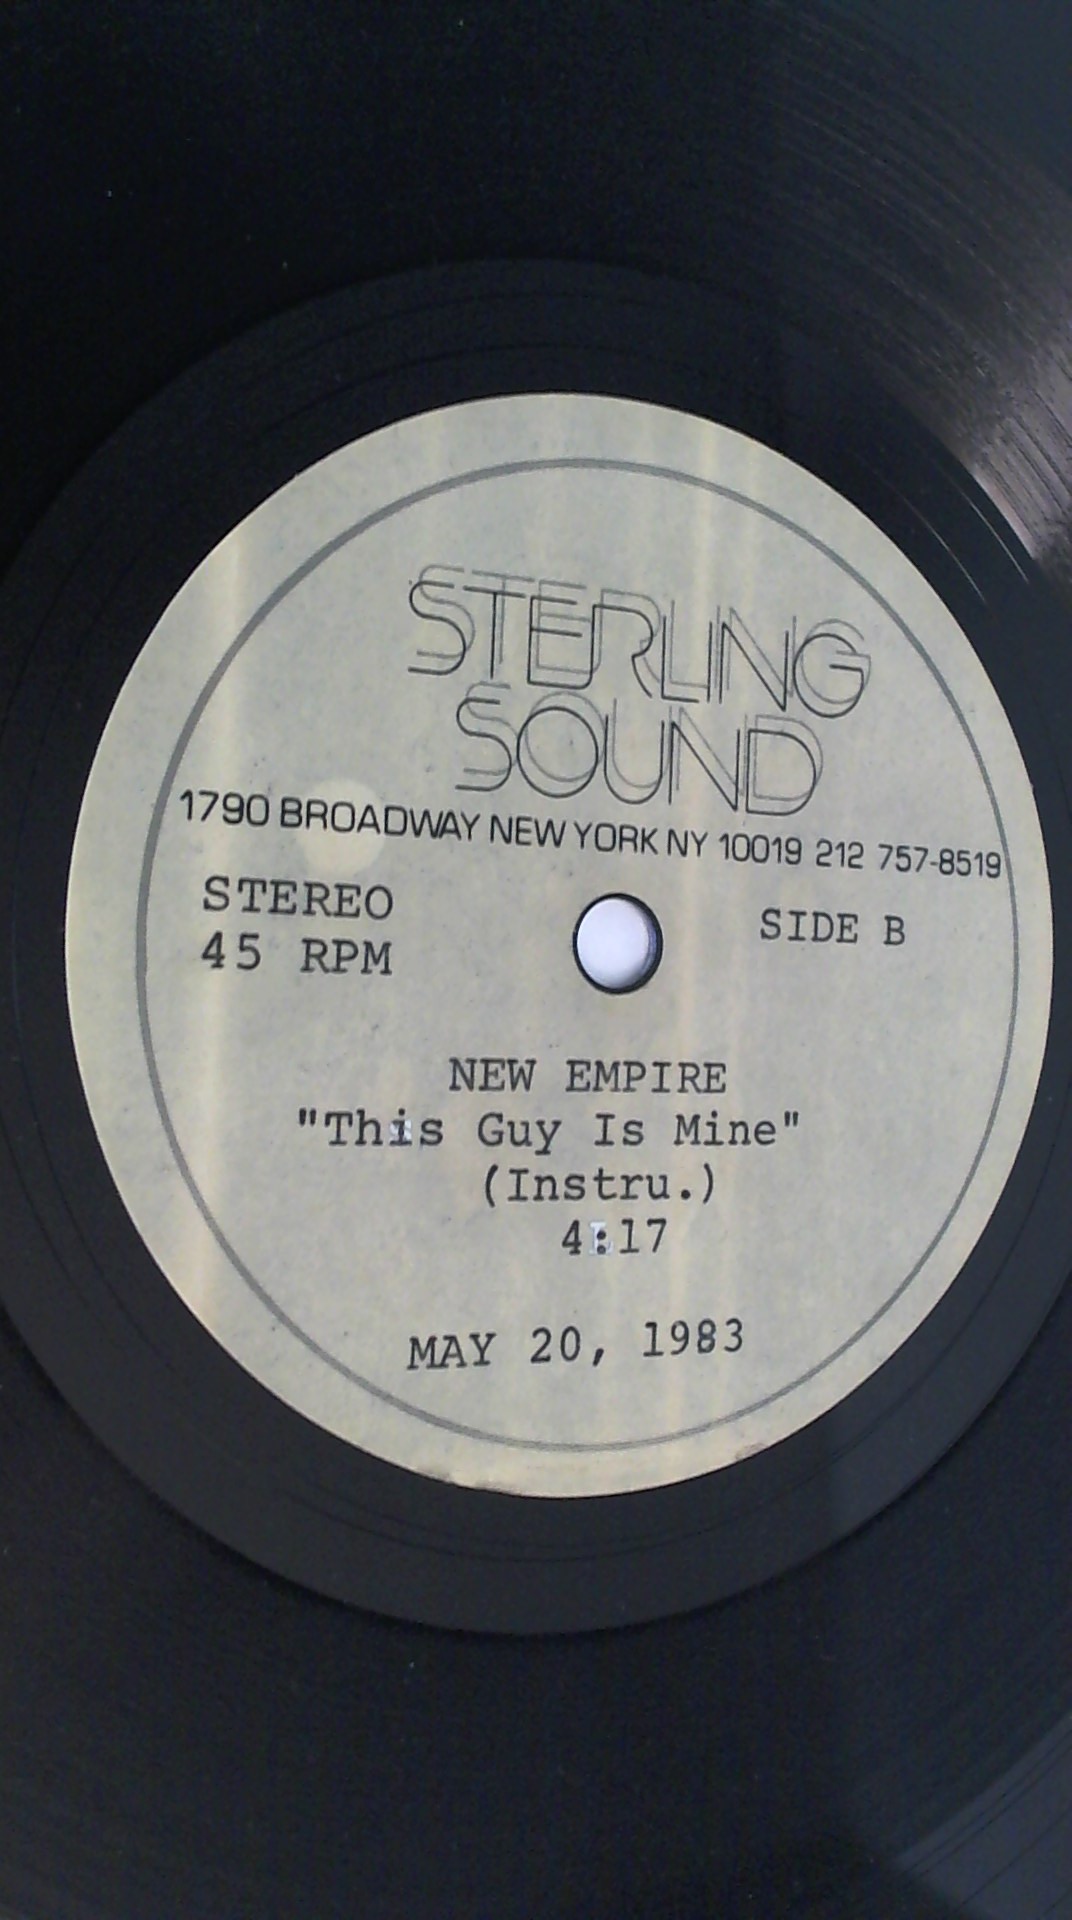 STERLING
SOUND
1790 BROADWAY NEW YORK NY 10019 212 757-8519
STEREO
45 RPM
SIDE B
NEW EMPIRE
"This Guy Is Mine"
(Instru.)
4:17
MAY 20, 1983